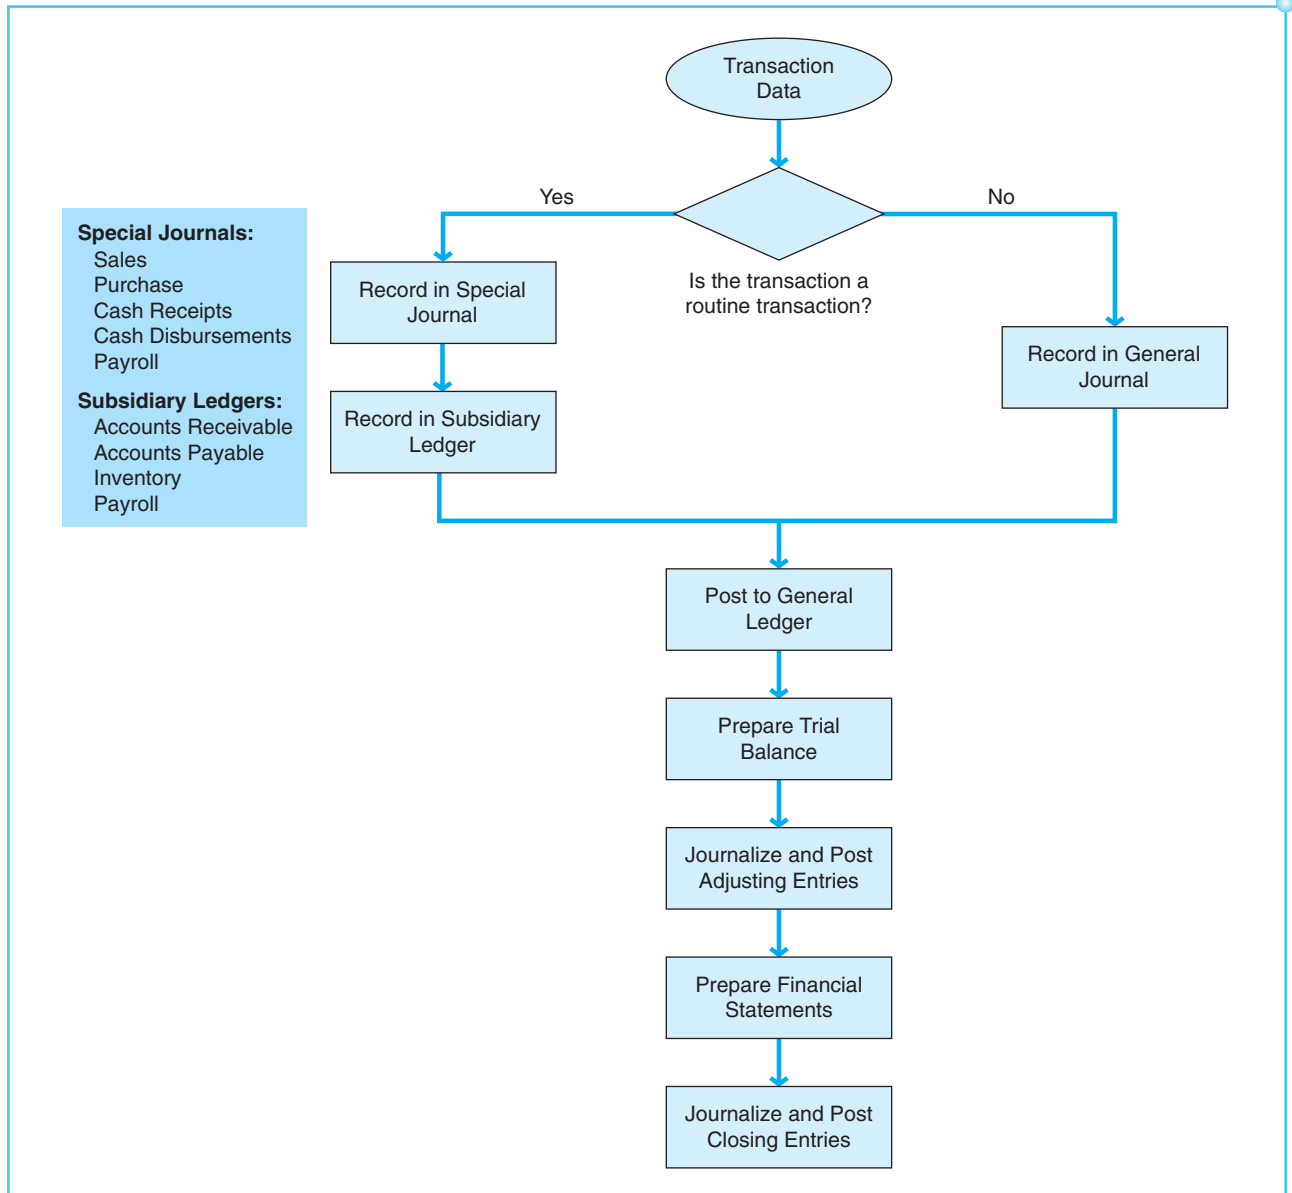 Transaction
Data
Yes
No
Is the transaction a
routine transaction?
Special Journals:
Sales
Purchase
Cash Receipts
Cash Disbursements
Payroll
Subsidiary Ledgers:
Accounts Receivable
Accounts Payable
Inventory
Payroll
Record in Special
Journal
Record in Subsidiary
Ledger
Record in General
Journal
Post to General
Ledger
Prepare Trial
Balance
Journalize and Post
Adjusting Entries
Prepare Financial
Statements
Journalize and Post
Closing Entries